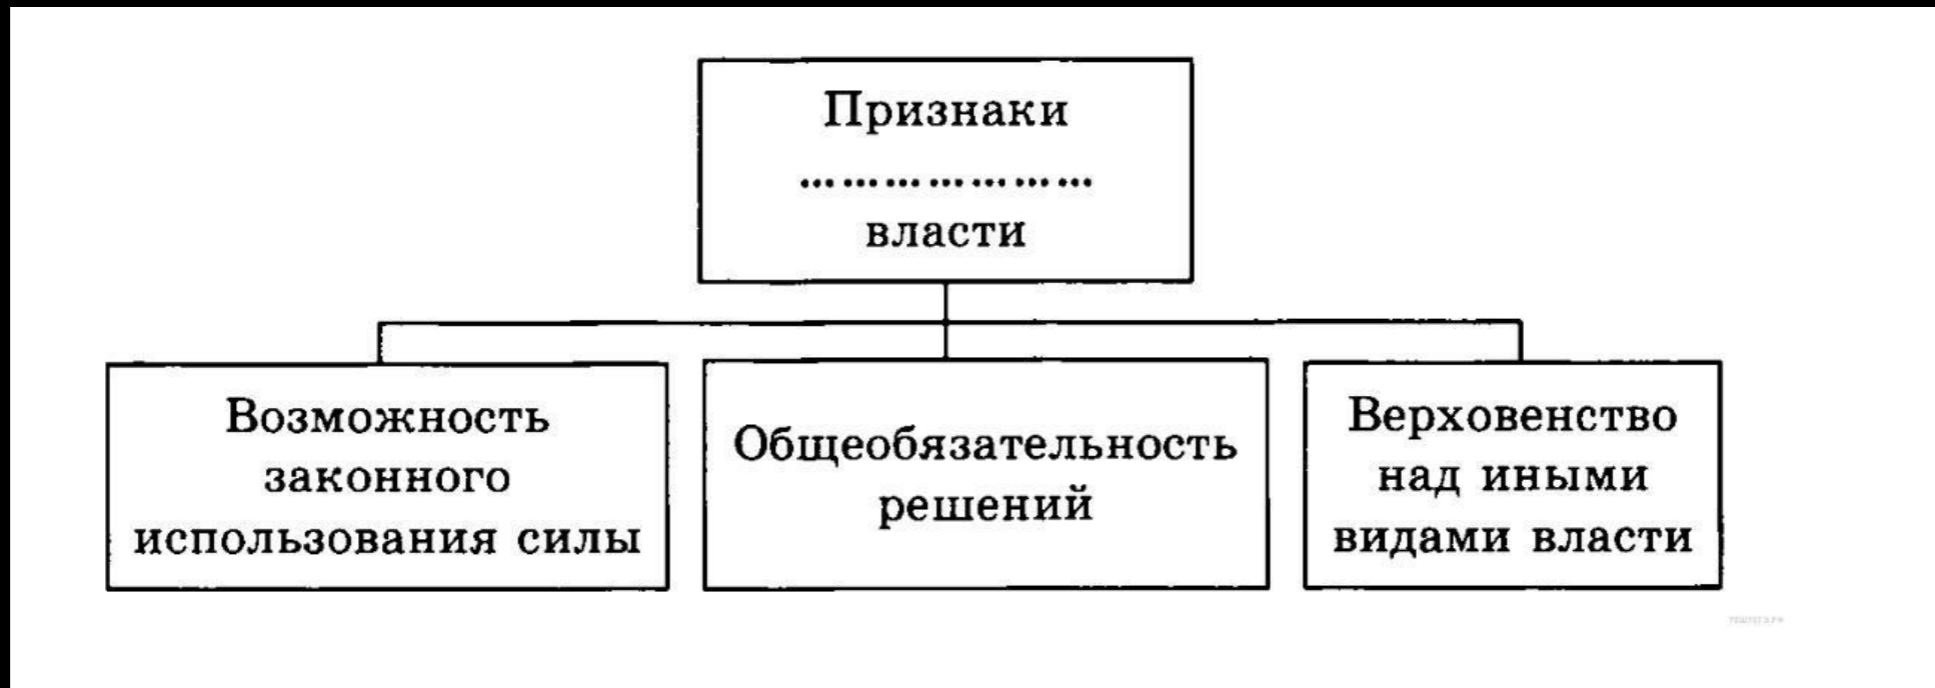 Признаки
.....................
власти
Возможность
законного
использования силы
Общеобязательность
решений
Верховенство
над иными
видами власти